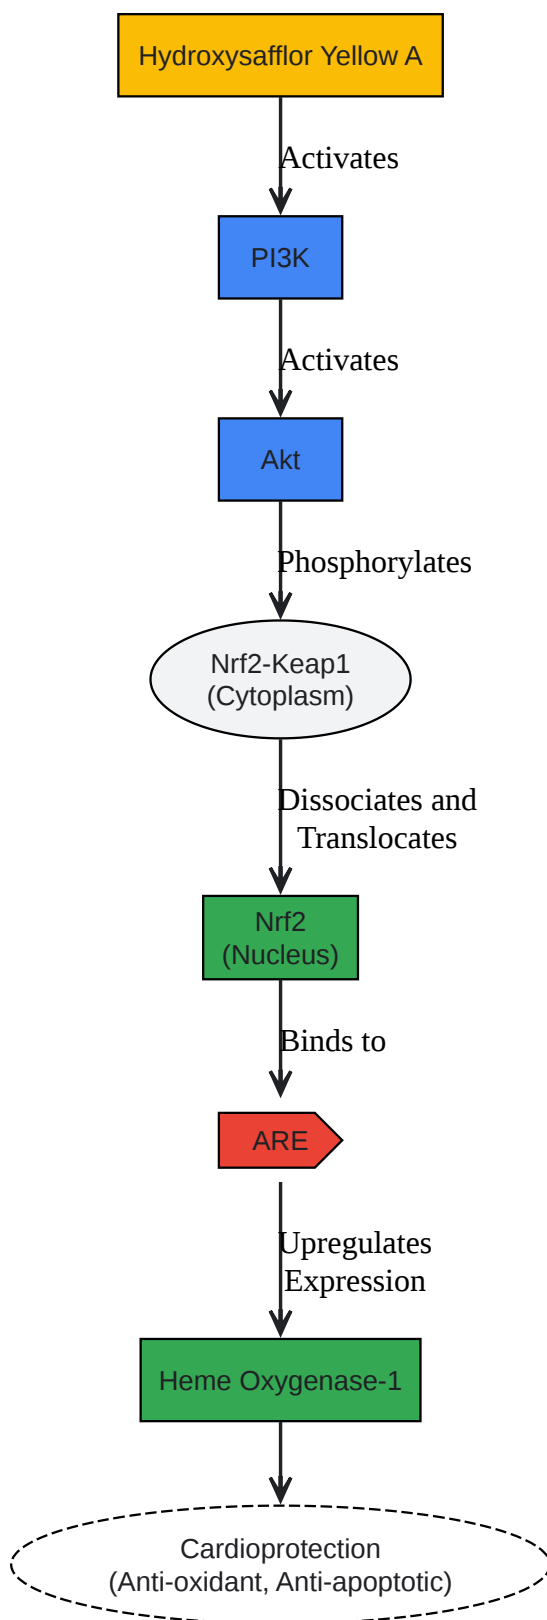 Hydroxysafflor Yellow A
Activates
PI3K
Activates
Akt
Phosphorylates
Nrf2-Keap1
(Cytoplasm)
Dissociates and
Translocates
Nrf2
(Nucleus)
Binds to
ARE
Upregulates
Expression
Heme Oxygenase-1
Cardioprotection
(Anti-oxidant, Anti-apoptotic)